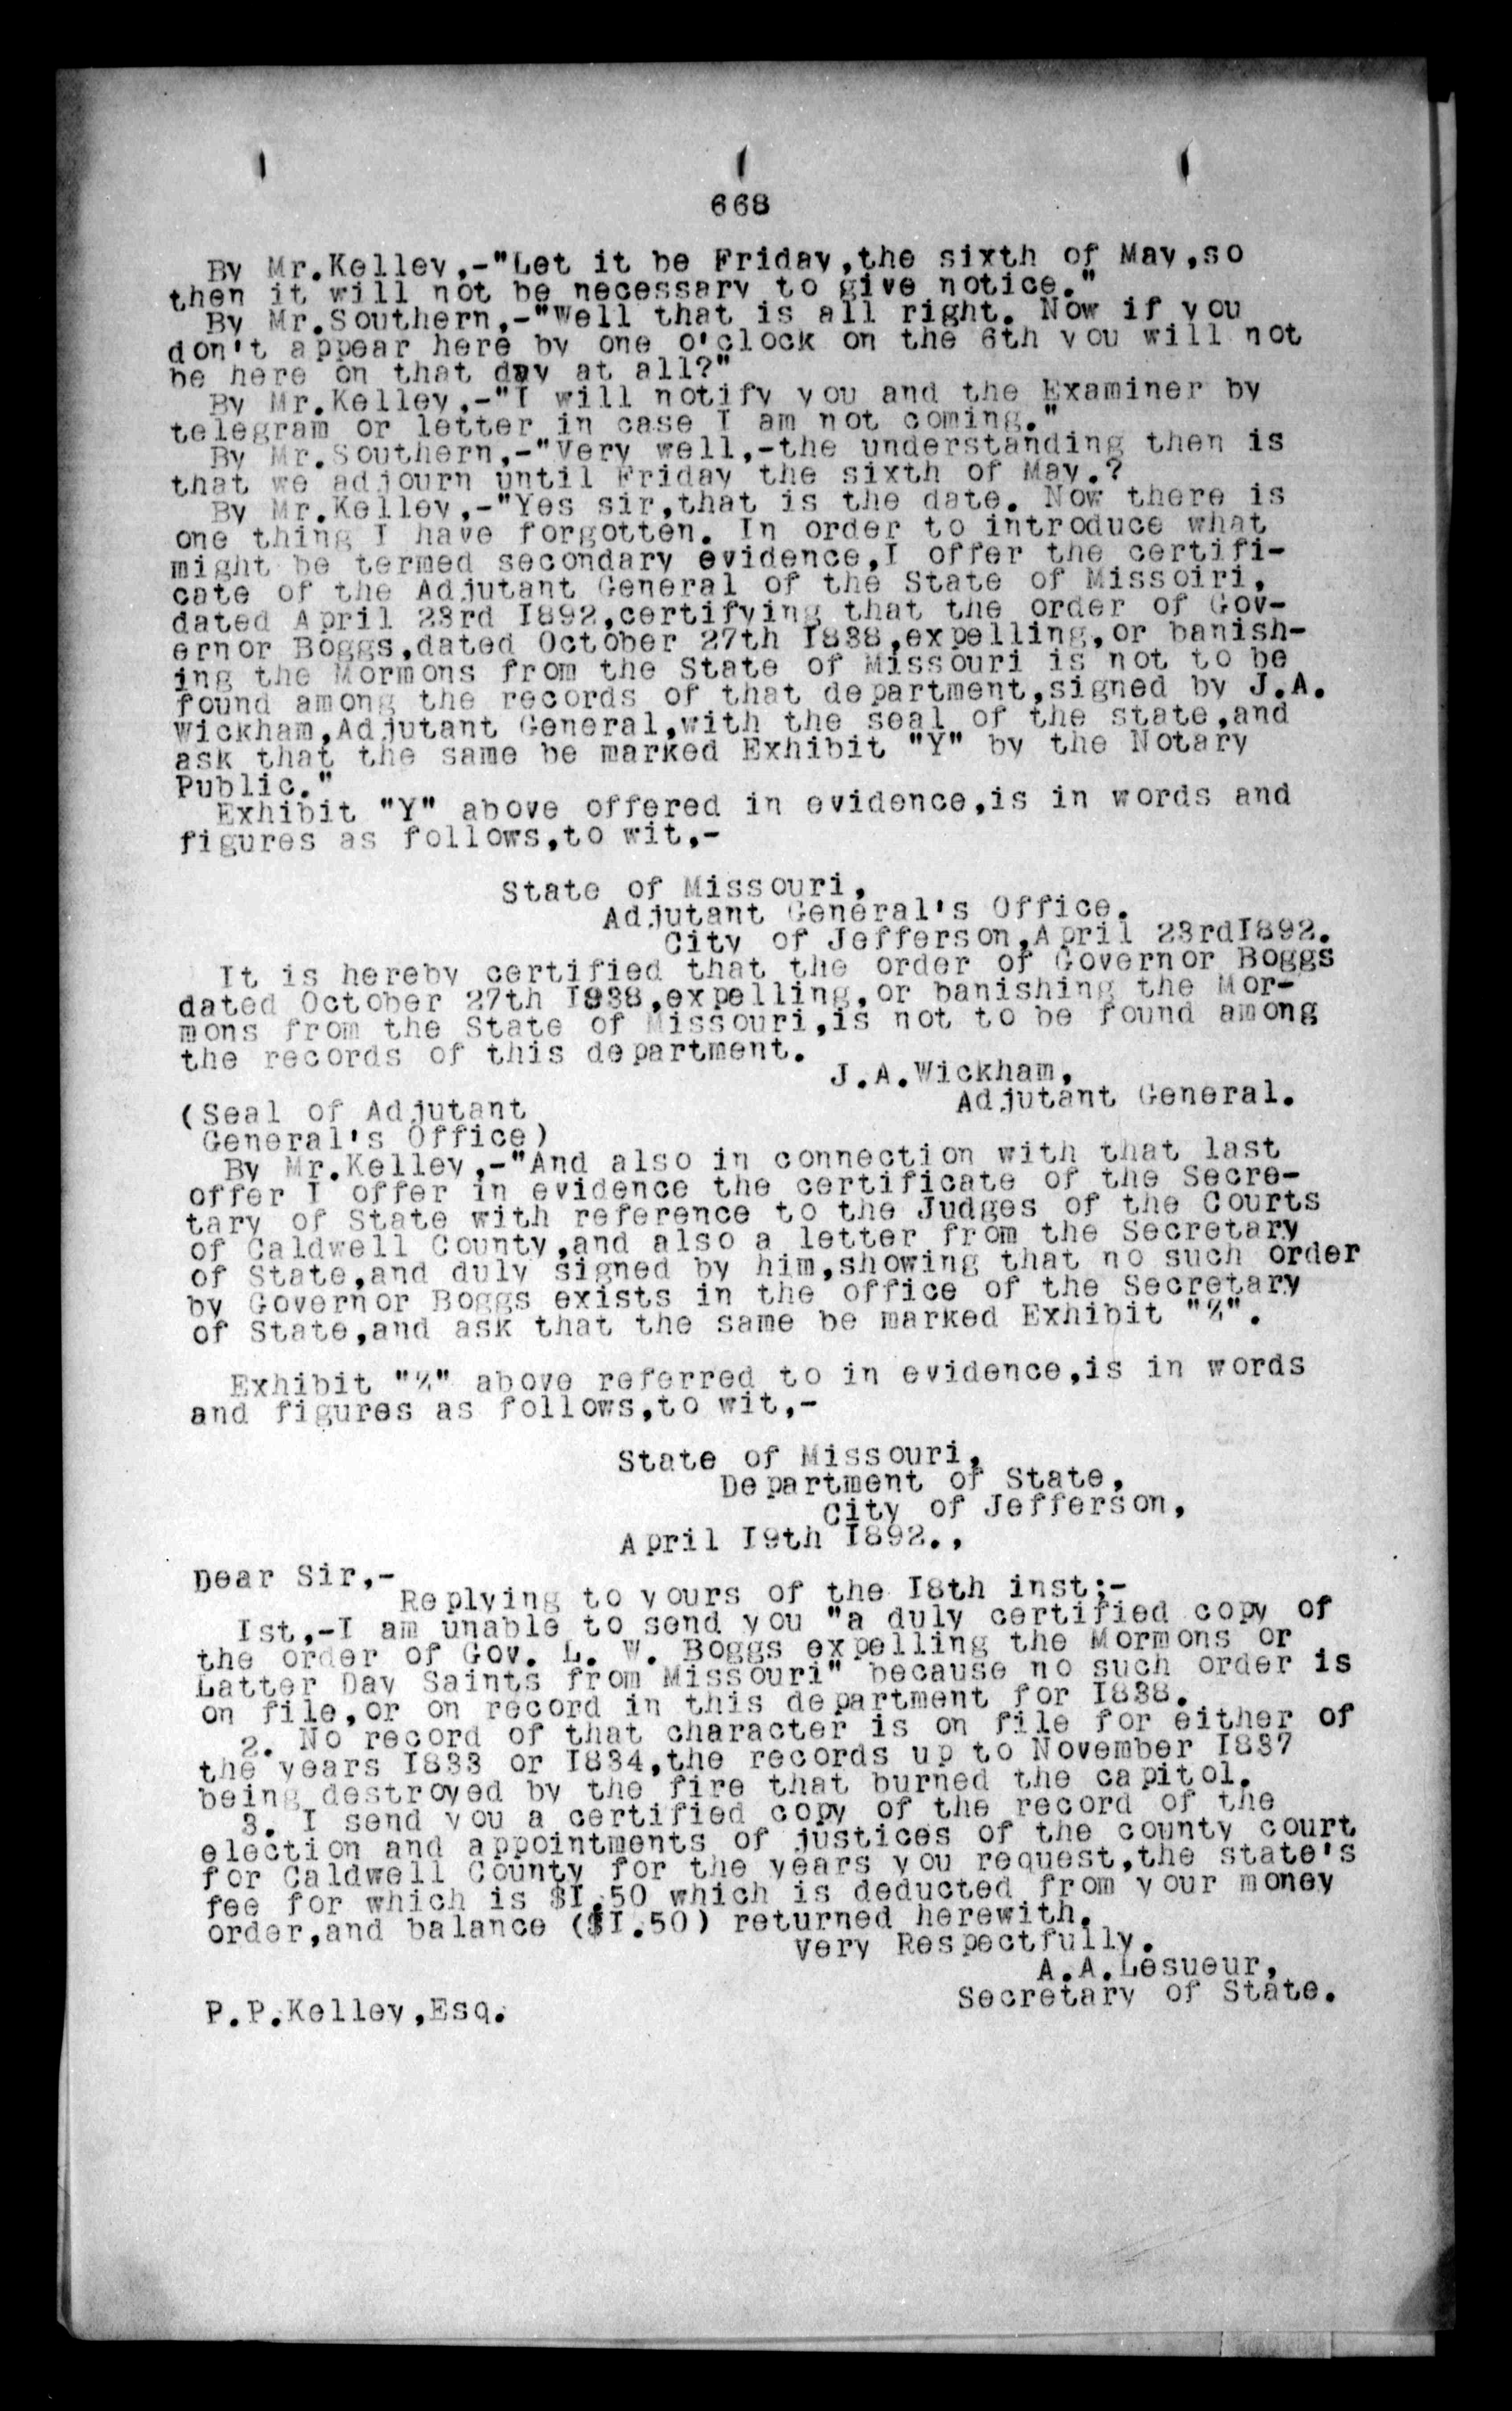 668
By Mr.Kelley,-"Let it be Friday,the sixth of May,so
then it will not be necessary to give notice."
By Mr.Southern,-"Well that is all right. Now if you
don't appear here by one o'clock on the 6th you will not
be here on that day at all?"
By Mr.Kelley,-"I will notify you and the Examiner by
telegram or letter in case I am not coming."
By Mr.Southern,-"Very well,-the understanding then is
that we adjourn until Friday the sixth of May.?
By Mr.Kelley,-"Yes sir,that is the date. Now there is
one thing I have forgotten. In order to introduce what
might be termed secondary evidence,I offer the certifi-
cate of the Adjutant General of the State of Missoiri,
dated April 23rd I892,certifying that the order of Gov-
ernor Boggs,dated October 27th I838,expelling,or banish-
ing the Mormons from the State of Missouri is not to be
found among the records of that department,signed by J.A.
Wickham,Adjutant General,with the seal of the state,and
ask that the same be marked Exhibit "Y" by the Notary
Public."
Exhibit "Y" above offered in evidence,is in words and
figures as follows,to wit,-
State of Missouri,
Adjutant General's Office.
City of Jefferson,April 23rdI892.
It is hereby certified that the order of Governor Boggs
dated October 27th I838,expelling,or banishing the Mor-
mons from the State of Missouri,is not to be found among
the records of this department.
J.A.Wickham,
Adjutant General.
(Seal of Adjutant
General's Office)
By Mr.Kelley,-"And also in connection with that last
offer I offer in evidence the certificate of the Secre-
tary of State with reference to the Judges of the Courts
of Caldwell County,and also a letter from the Secretary
of State,and duly signed by him,showing that no such order
by Governor Boggs exists in the office of the Secretary
of State,and ask that the same be marked Exhibit "Z".
Exhibit "Z" above referred to in evidence,is in words
and figures as follows,to wit,-
State of Missouri,
Department of State,
City of Jefferson,
April I9th I892.,
Dear Sir,-
Replying to yours of the I8th inst;-
Ist,-I am unable to send you "a duly certified copy of
the order of Gov. L. W. Boggs expelling the Mormons or
Latter Day Saints from Missouri" because no such order is
on file,or on record in this department for I838.
2. No record of that character is on file for either of
the years I833 or I834,the records up to November I837
being destroyed by the fire that burned the capitol.
3. I send you a certified copy of the record of the
election and appointments of justices of the county court
for Caldwell County for the years you request,the state's
fee for which is $I.50 which is deducted from your money
order,and balance ($I.50) returned herewith.
Very Respectfully.
A.A.Lesueur,
Secretary of State.
P.P.Kelley,Esq.